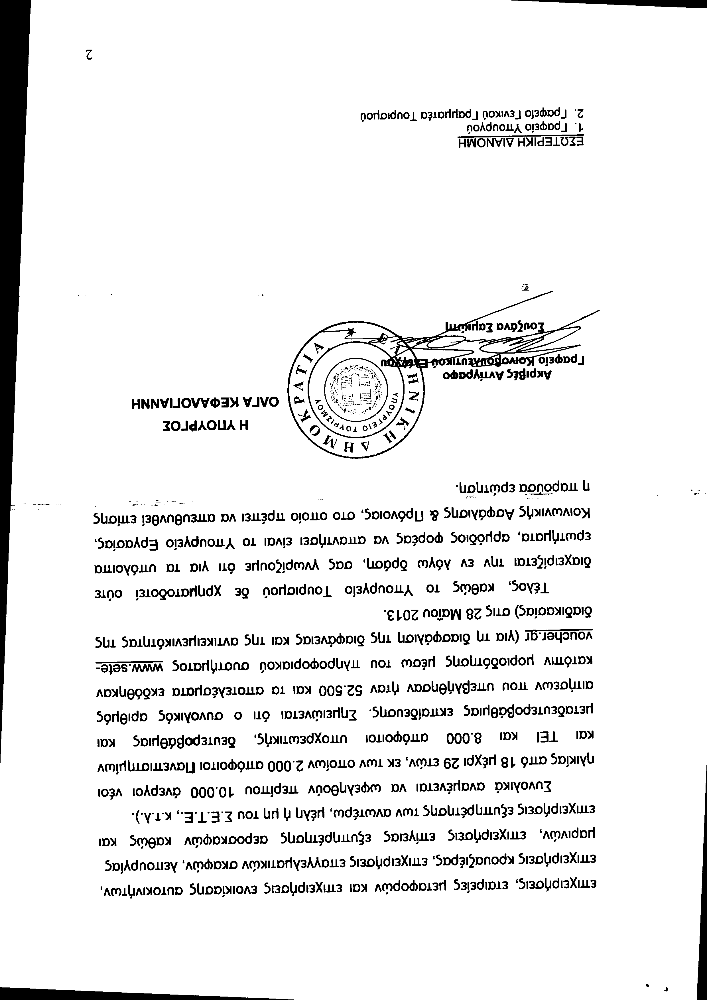 επιχειρήσεις, εταιρείες μεταφορών και επιχειρήσεις ενοικίασης αυτοκινήτων,
επιχειρήσεις κρουαζιέρας, επιχειρήσεις επαγγελματικών σκαφών, λειτουργίας
μαρινών, επιχειρήσεις επίγειας εξυπηρέτησης αεροσκαφών καθώς και
επιχειρήσεις εξυπηρέτησης των ανωτέρω, μέλη ή μη του Σ.Ε.Τ.Ε., κ.τ.λ.).
Συνολικά αναμένεται να ωφεληθούν περίπου 10.000 άνεργοι νέοι
ηλικίας από 18 μέχρι 29 ετών, εκ των οποίων 2.000 απόφοιτοι Πανεπιστημίων
και ΤΕΙ και 8.000 απόφοιτοι υποχρεωτικής, δευτεροβάθμιας και
μεταδευτεροβάθμιας εκπαίδευσης. Σημειώνεται ότι ο συνολικός αριθμός
αιτήσεων που υπεβλήθησαν ήταν 52.500 και τα αποτελέσματα εκδόθηκαν
κατόπιν μοριοδότησης μέσω του πληροφοριακού συστήματος www.sete-
voucher.gr (για τη διασφάλιση της διαφάνειας και της αντικειμενικότητας της
διαδικασίας) στις 28 Μαΐου 2013.
Τέλος, καθώς το Υπουργείο Τουρισμού δε χρηματοδοτεί ούτε
διαχειρίζεται την εν λόγω δράση, σας γνωρίζουμε ότι για τα υπόλοιπα
ερωτήματα, αρμόδιος φορέας να απαντήσει είναι το Υπουργείο Εργασίας,
Κοινωνικής Ασφάλισης & Πρόνοιας, στο οποίο πρέπει να απευθυνθεί επίσης
η παρούσα ερώτηση.
Η ΥΠΟΥΡΓΟΣ
ΟΛΓΑ ΚΕΦΑΛΟΓΙΑΝΝΗ
ΕΛΛΗΝΙΚΗ ΔΗΜΟΚΡΑΤΙΑ
ΥΠΟΥΡΓΕΙΟ ΤΟΥΡΙΣΜΟΥ
Ακριβές Αντίγραφο
Γραφείο Κοινοβουλευτικού Ελέγχου
Σουζάνα Σαμιώτη
ΕΣΩΤΕΡΙΚΗ ΔΙΑΝΟΜΗ
1. Γραφείο Υπουργού
2. Γραφείο Γενικού Γραμματέα Τουρισμού
2